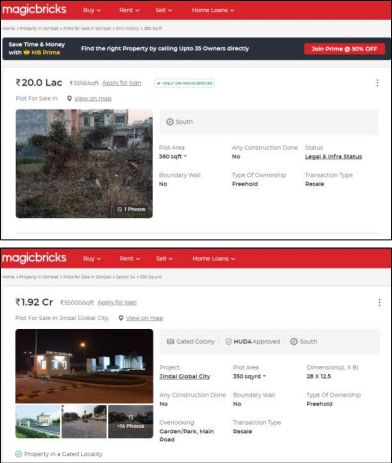 magicbricks Buy Rent Sell Home Loans
Save Time & Money with MB Prime
Find the right Property by calling Upto 35 Owners directly
Join Prime @ 50% OFF
₹20.0 Lac ₹5556/sqft Apply for loan ONLY ON MAGICBRICKS
Plot For Sale in View on map
South
Plot Area Any Construction Done Status
360 sqft No Legal & Infra Status
Boundary Wall Type Of Ownership Transaction Type
No Freehold Resale
1 Photos
magicbricks Buy Rent Sell Home Loans
₹1.92 Cr Apply for loan
Plot For Sale in Jindal Global City, View on map
Gated Colony HUDA Approved South
Project Plot Area Dimensions(L X B)
Jindal Global City 350 sqyrd 28 X 12.5
Any Construction Done Boundary Wall Type Of Ownership
No No Freehold
Overlooking Transaction Type
Garden/Park, Main Road Resale
+14 Photos
Property in a Gated Locality